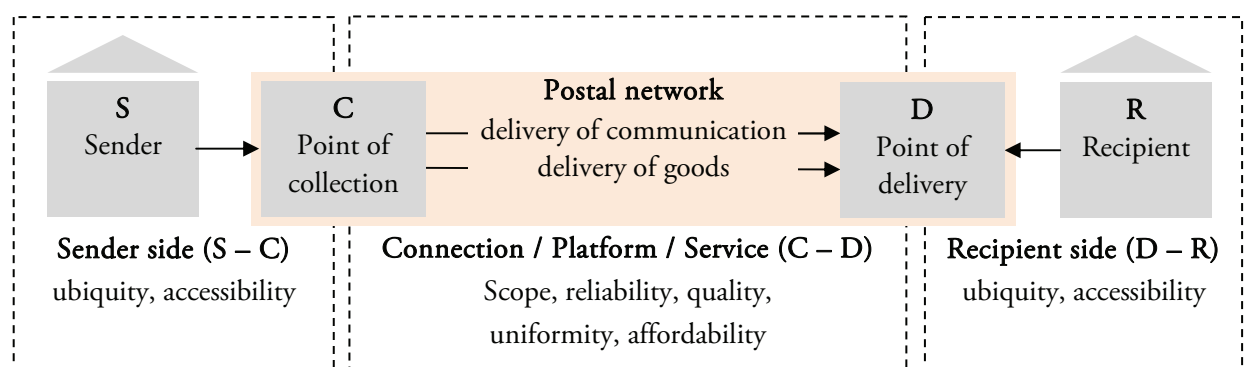 Postal network
S
Sender
C
Point of
collection
delivery of communication
delivery of goods
D
Point of
delivery
R
Recipient
Sender side (S – C)
ubiquity, accessibility
Connection / Platform / Service (C – D)
Scope, reliability, quality,
uniformity, affordability
Recipient side (D – R)
ubiquity, accessibility